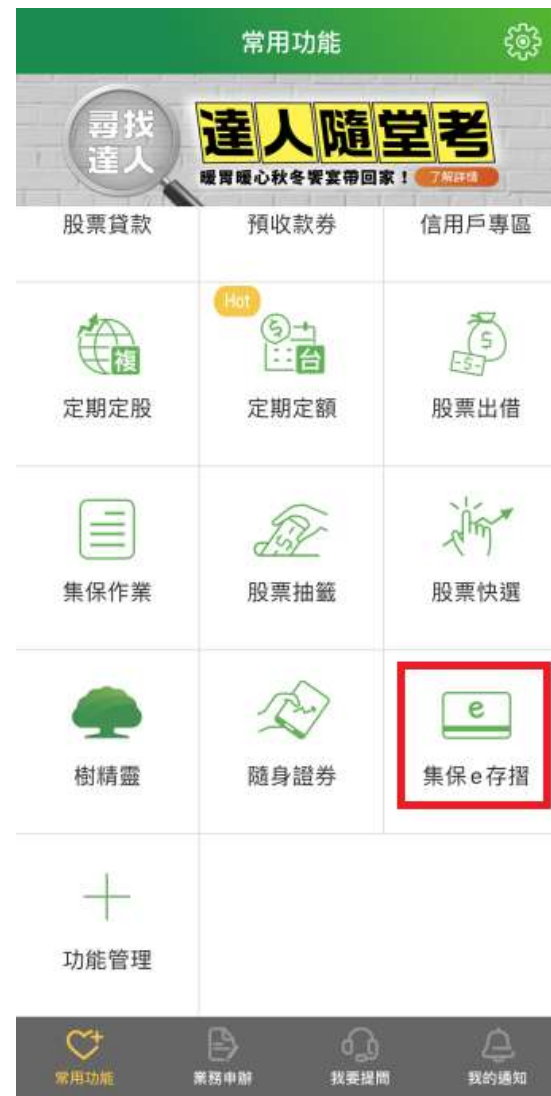 常用功能
尋找
達人
達人隨堂考
暖胃暖心秋冬饗宴帶回家！
了解詳情
股票貸款
預收款券
信用戶專區
複
定期定股
Hot
$
台
定期定額
$
-$-
股票出借
集保作業
$
股票抽籤
股票快選
樹精靈
隨身證券
e
集保e存摺
功能管理
常用功能
業務申辦
我要提問
我的通知